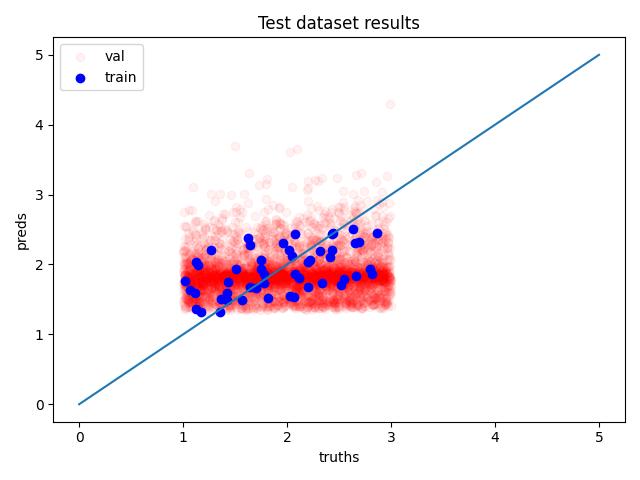 Test dataset results
val
train
5
4
3
2
1
0
preds
0 1 2 3 4 5
truths